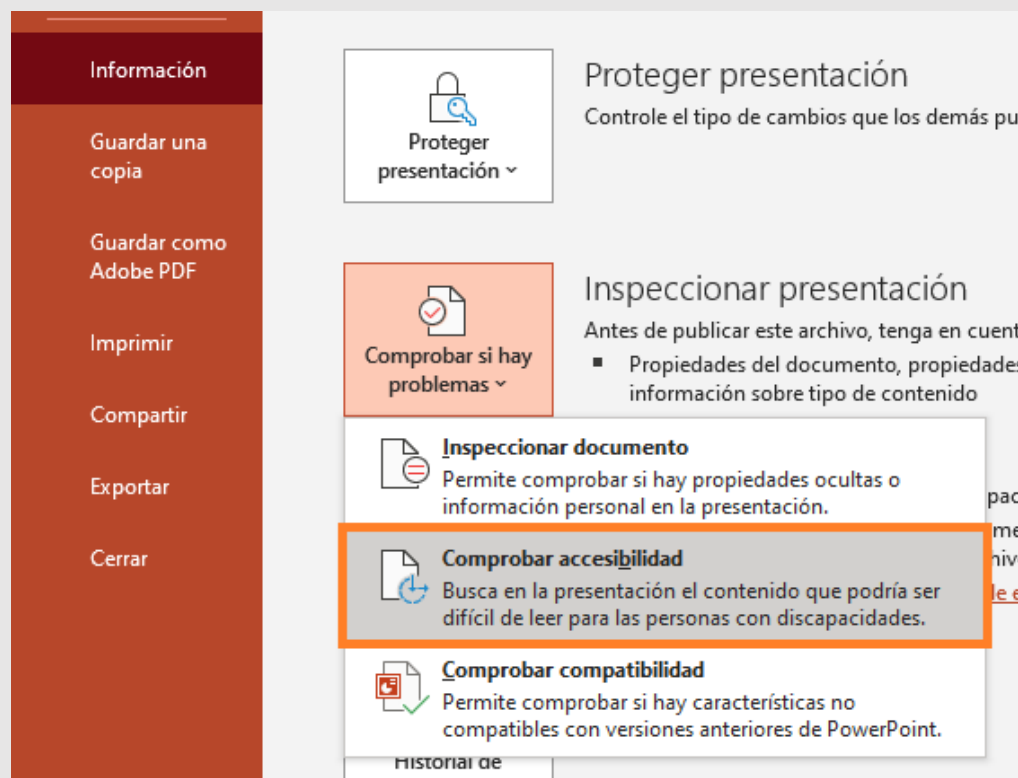 Información
Guardar una
copia
Guardar como
Adobe PDF
Imprimir
Compartir
Exportar
Cerrar
Proteger
presentación
Proteger presentación
Controle el tipo de cambios que los demás pu
Comprobar si hay
problemas
Inspeccionar presentación
Antes de publicar este archivo, tenga en cuent
Propiedades del documento, propiedades
información sobre tipo de contenido
Inspeccionar documento
Permite comprobar si hay propiedades ocultas o
información personal en la presentación.
Comprobar accesibilidad
Busca en la presentación el contenido que podría ser
difícil de leer para las personas con discapacidades.
Comprobar compatibilidad
Permite comprobar si hay características no
compatibles con versiones anteriores de PowerPoint.
Historial de